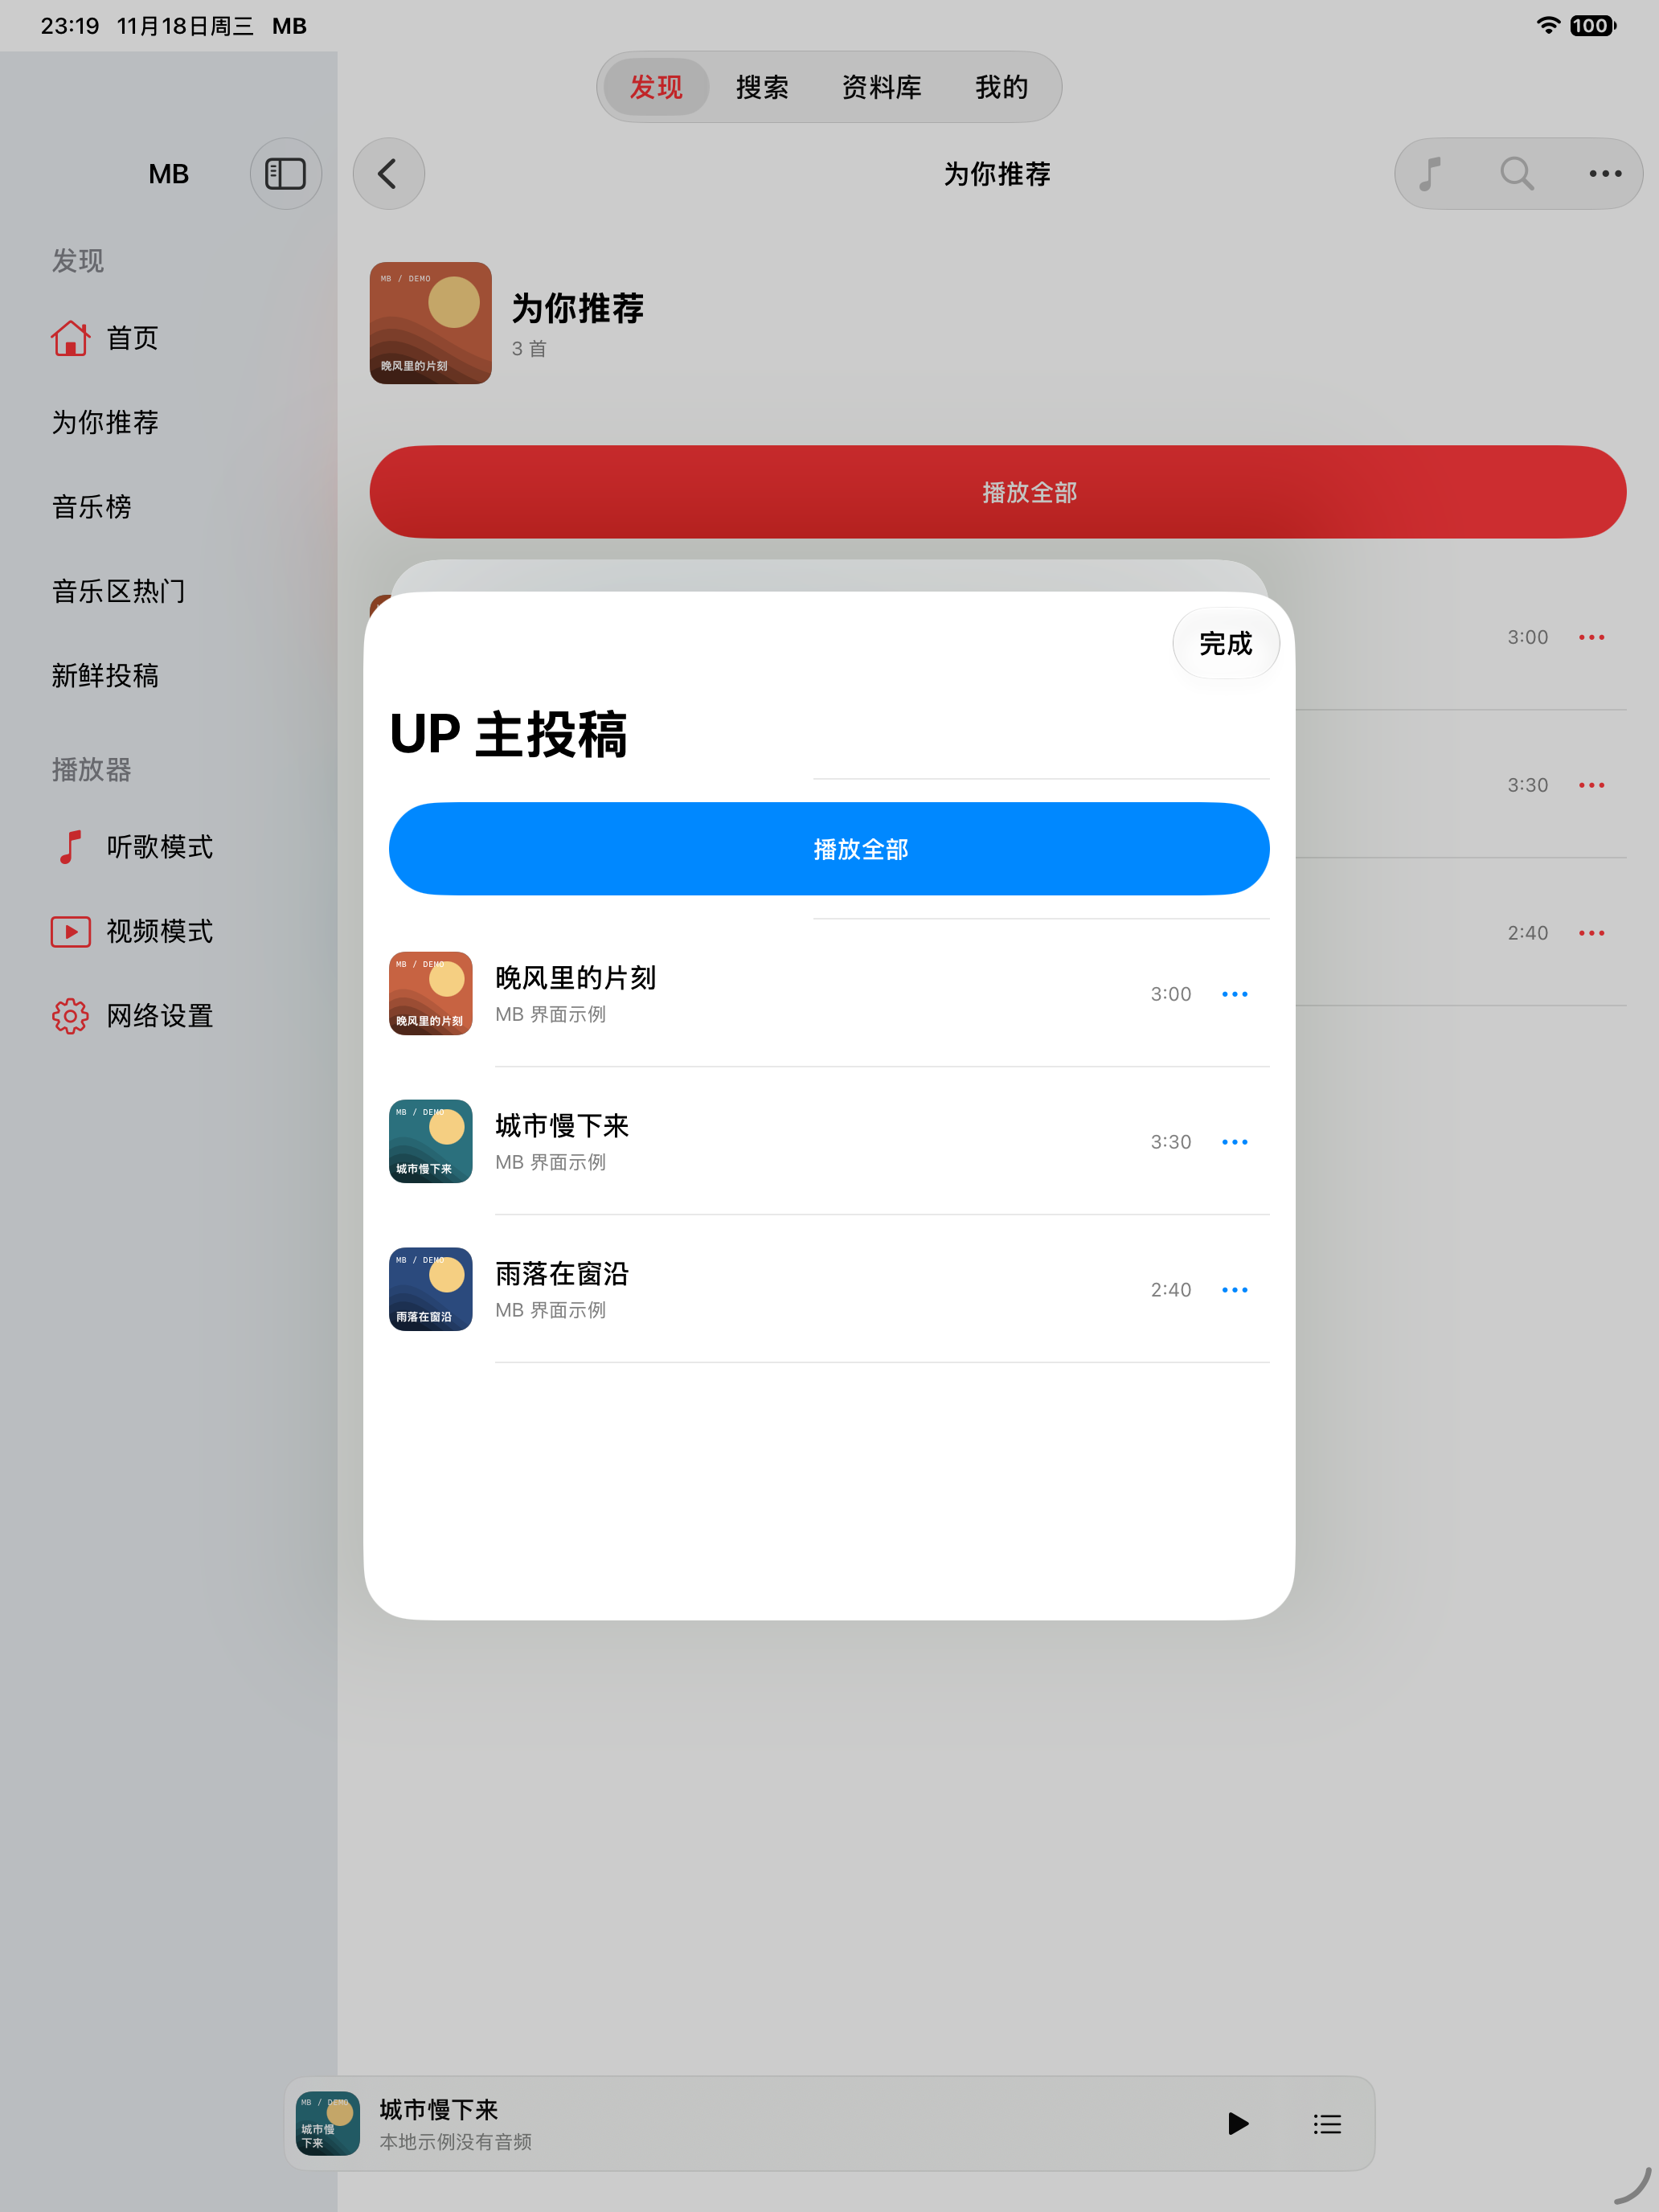 23:19 11月18日周三 MB
100
发现 搜索 资料库 我的
MB
为你推荐
发现
首页
为你推荐
音乐榜
音乐区热门
新鲜投稿
播放器
听歌模式
视频模式
网络设置
MB / DEMO
晚风里的片刻
为你推荐
3 首
播放全部
3:00
3:30
2:40
完成
UP 主投稿
播放全部
MB / DEMO
晚风里的片刻
晚风里的片刻
MB 界面示例
3:00
MB / DEMO
城市慢下来
城市慢下来
MB 界面示例
3:30
MB / DEMO
雨落在窗沿
雨落在窗沿
MB 界面示例
2:40
MB / DEMO
城市慢
下来
城市慢下来
本地示例没有音频